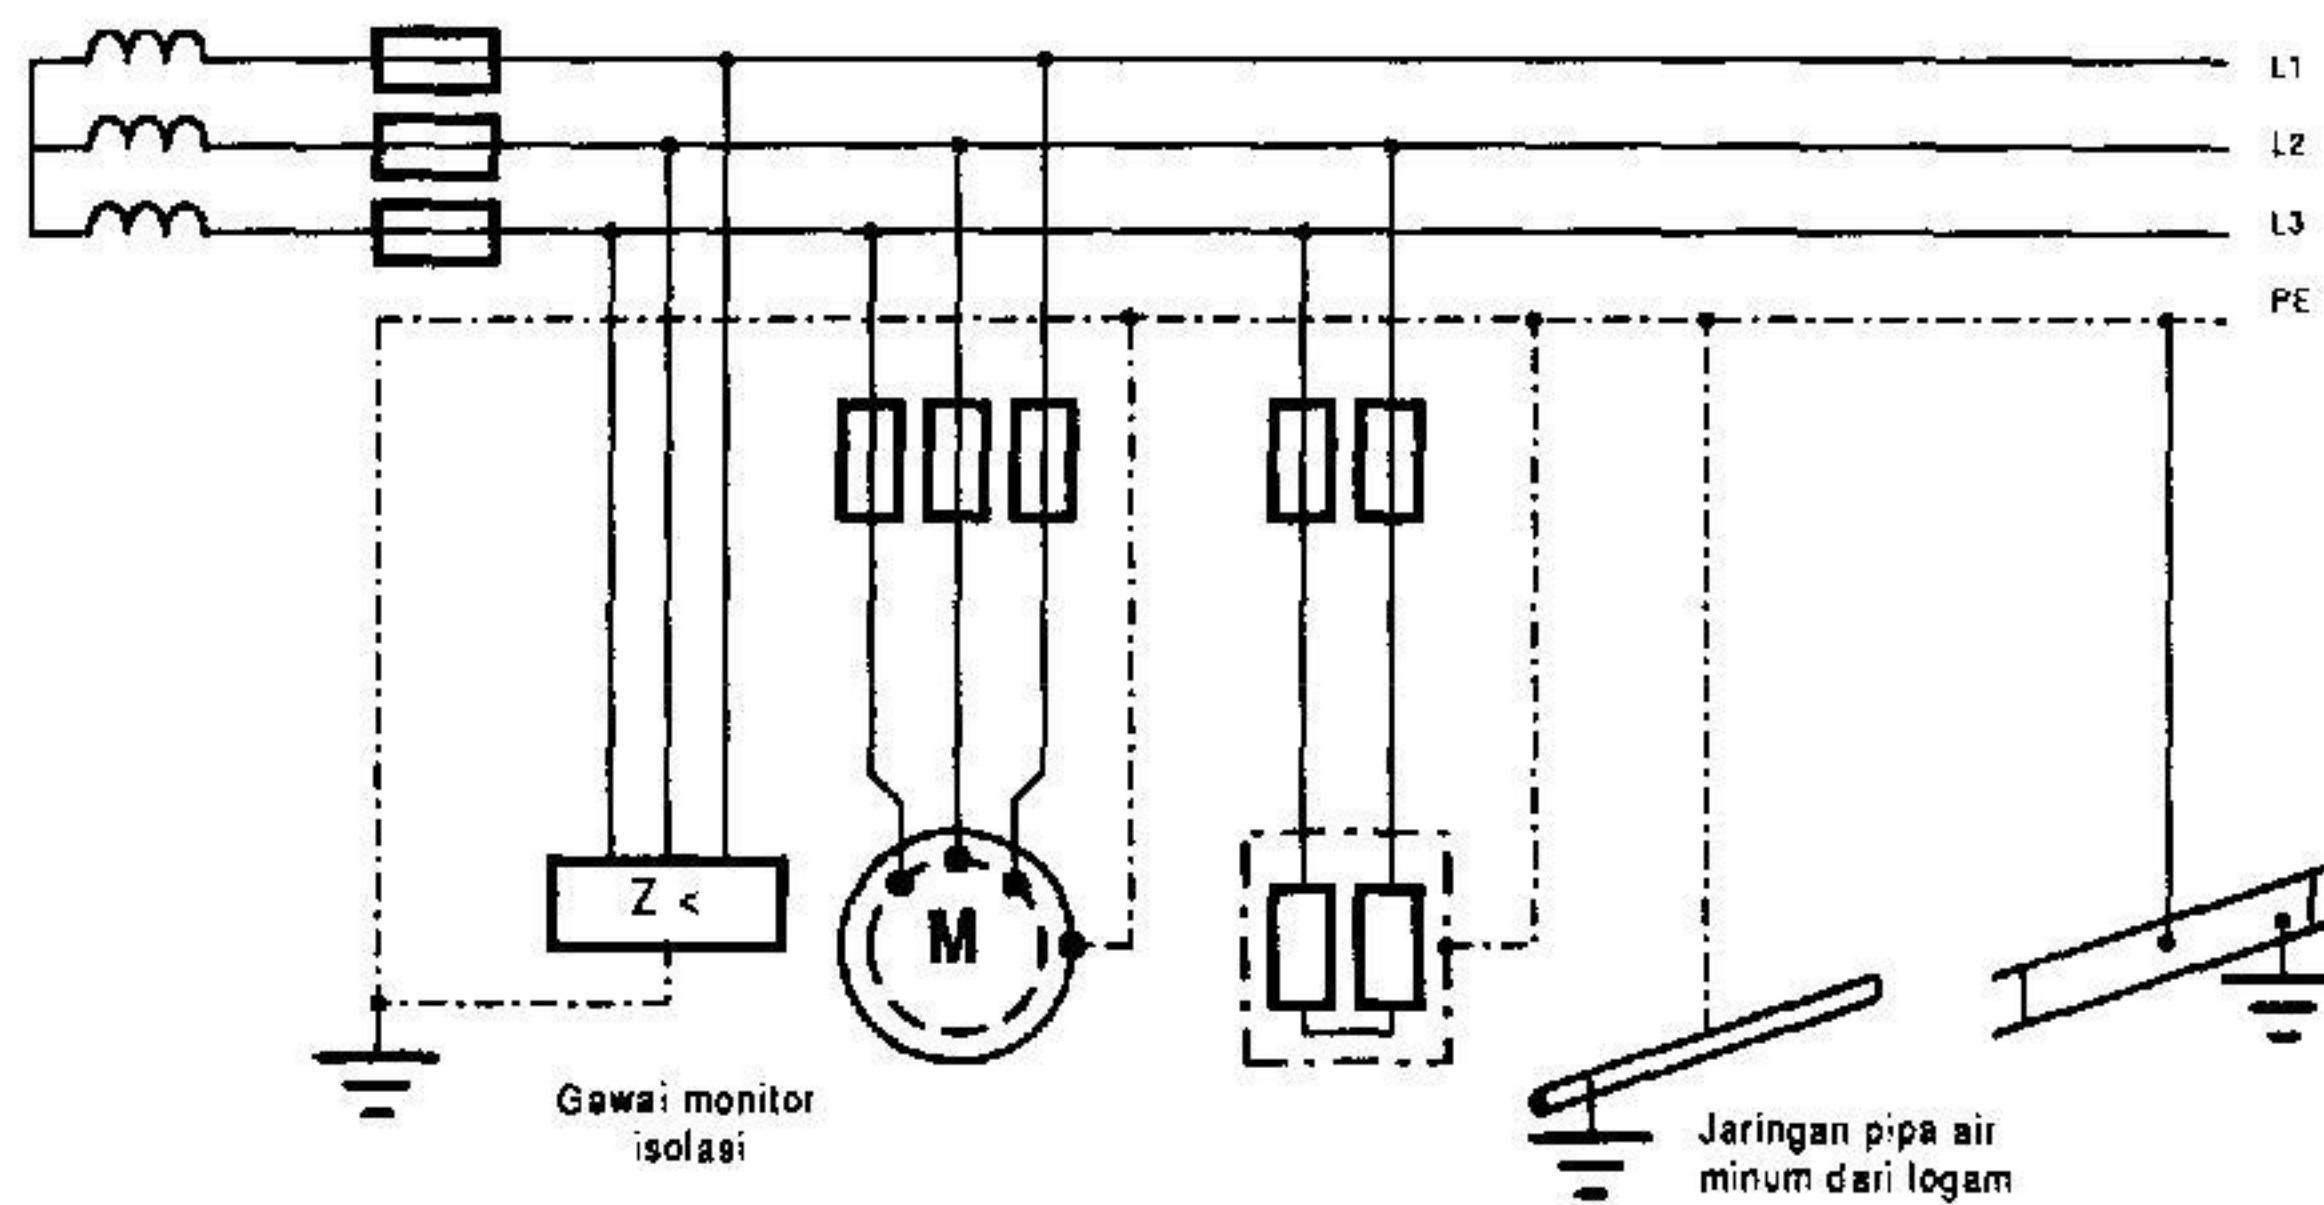 L1
L2
L3
PE
Z <
M
Gawai monitor
isolasi
Jaringan pipa air
minum dari logam